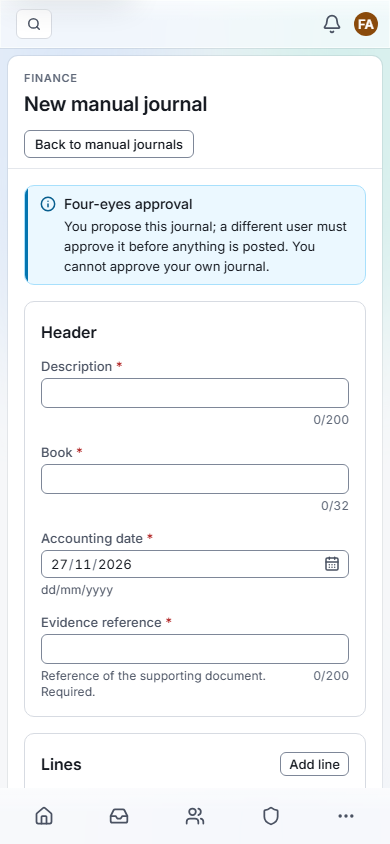 FA
FINANCE
New manual journal
Back to manual journals
Four-eyes approval
You propose this journal; a different user must
approve it before anything is posted. You
cannot approve your own journal.
Header
Description *
0/200
Book *
0/32
Accounting date *
27/11/2026
dd/mm/yyyy
Evidence reference *
Reference of the supporting document. 0/200
Required.
Lines Add line